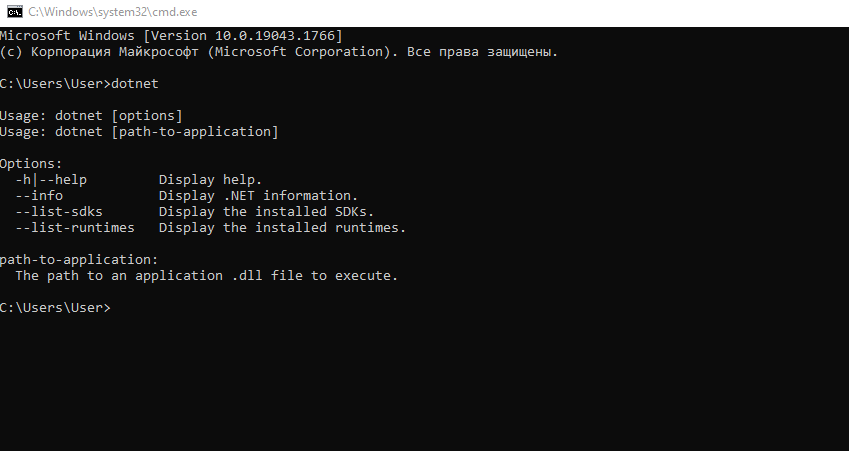 C:\Windows\system32\cmd.exe
Microsoft Windows [Version 10.0.19043.1766]
(c) Корпорация Майкрософт (Microsoft Corporation). Все права защищены.
C:\Users\User>dotnet
Usage: dotnet [options]
Usage: dotnet [path-to-application]
Options:
  -h|--help         Display help.
  --info            Display .NET information.
  --list-sdks       Display the installed SDKs.
  --list-runtimes   Display the installed runtimes.
path-to-application:
  The path to an application .dll file to execute.
C:\Users\User>